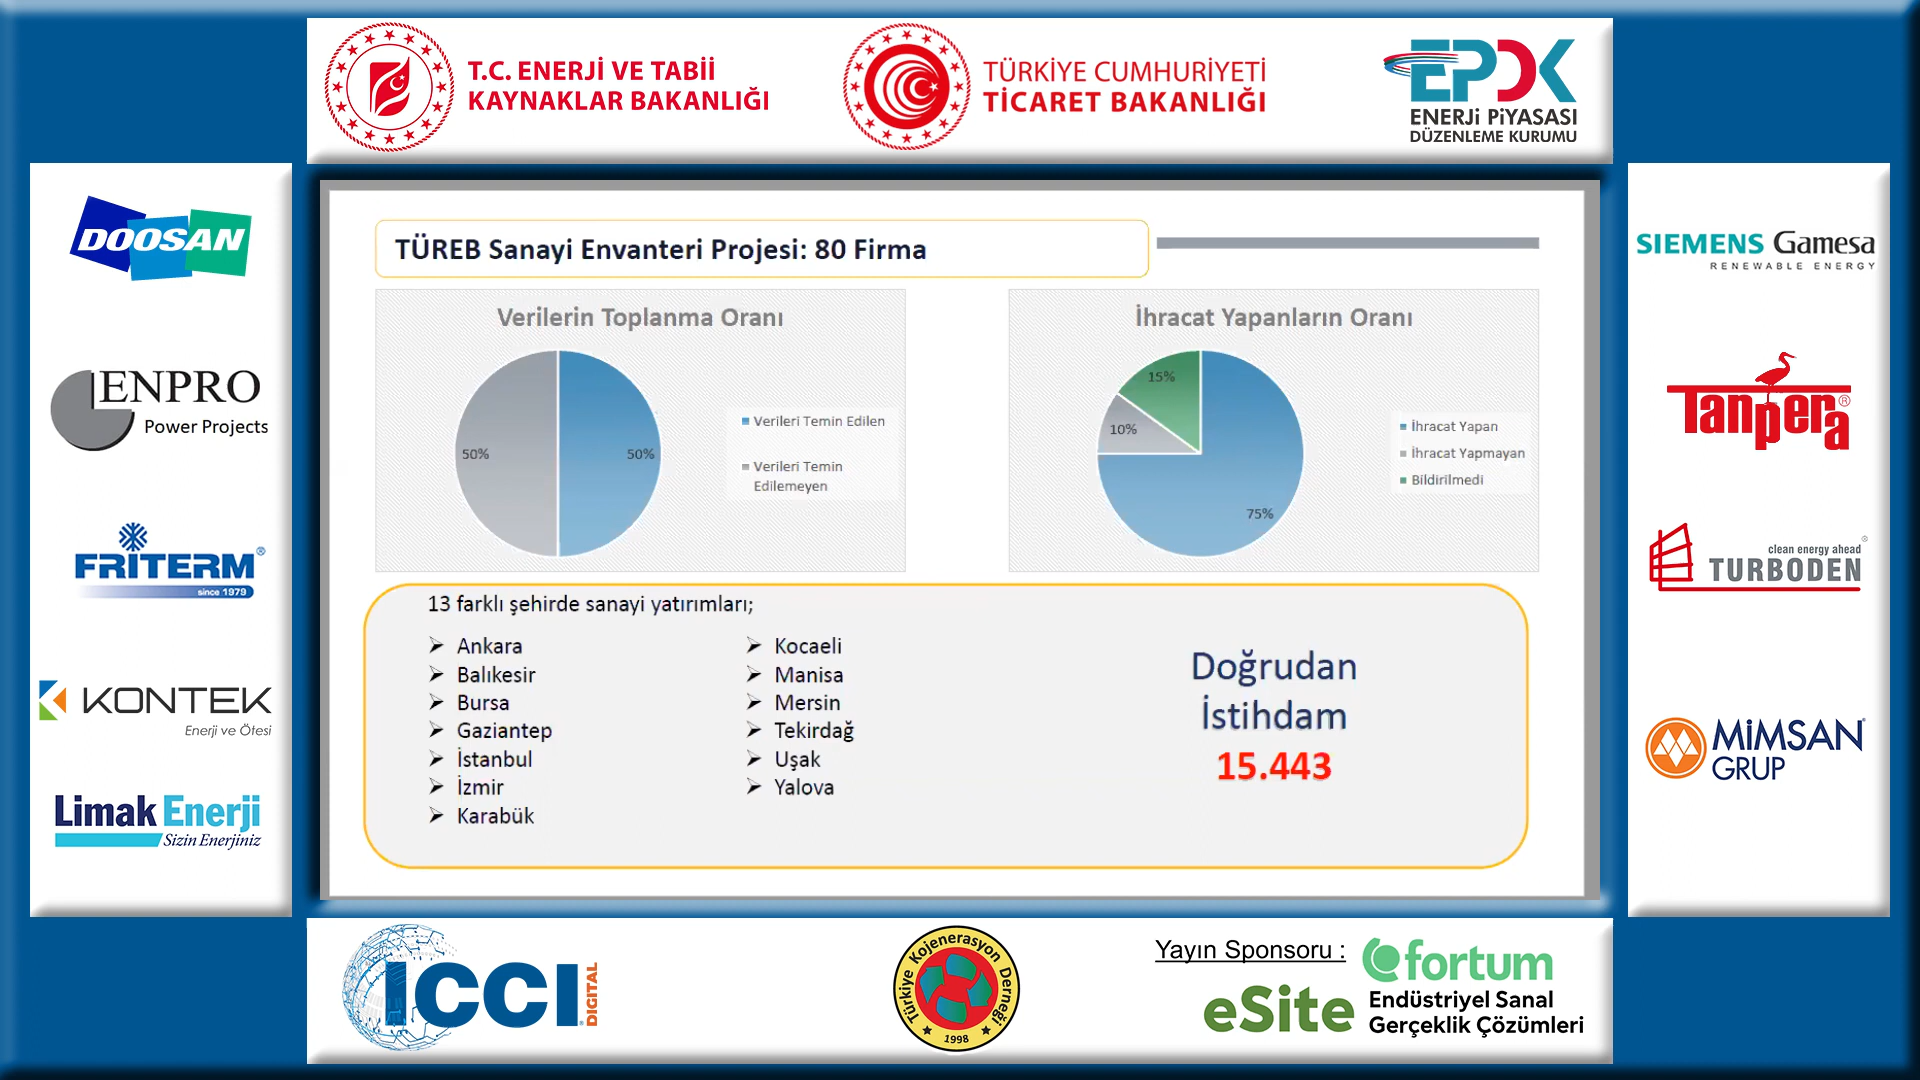 T.C. ENERJİ VE TABİİ
KAYNAKLAR BAKANLIĞI
TÜRKİYE CUMHURİYETİ
TİCARET BAKANLIĞI
EPDK
ENERJİ PİYASASI
DÜZENLEME KURUMU
DOOSAN
ENPRO
Power Projects
FRITERM®
since 1979
KONTEK
Enerji ve Ötesi
Limak Enerji
Sizin Enerjiniz
TÜREB Sanayi Envanteri Projesi: 80 Firma
Verilerin Toplanma Oranı
50%
50%
Verileri Temin Edilen
Verileri Temin
Edilemeyen
İhracat Yapanların Oranı
15%
10%
75%
İhracat Yapan
İhracat Yapmayan
Bildirilmedi
13 farklı şehirde sanayi yatırımları;
➢ Ankara
➢ Balıkesir
➢ Bursa
➢ Gaziantep
➢ İstanbul
➢ İzmir
➢ Karabük
➢ Kocaeli
➢ Manisa
➢ Mersin
➢ Tekirdağ
➢ Uşak
➢ Yalova
Doğrudan
İstihdam
15.443
SIEMENS Gamesa
RENEWABLE ENERGY
Tanpera®
clean energy ahead
TURBODEN®
MİMSAN
GRUP
ICCI DIGITAL
Türkiye Kojenerasyon Derneği
1998
Yayın Sponsoru :
fortum
eSite
Endüstriyel Sanal
Gerçeklik Çözümleri